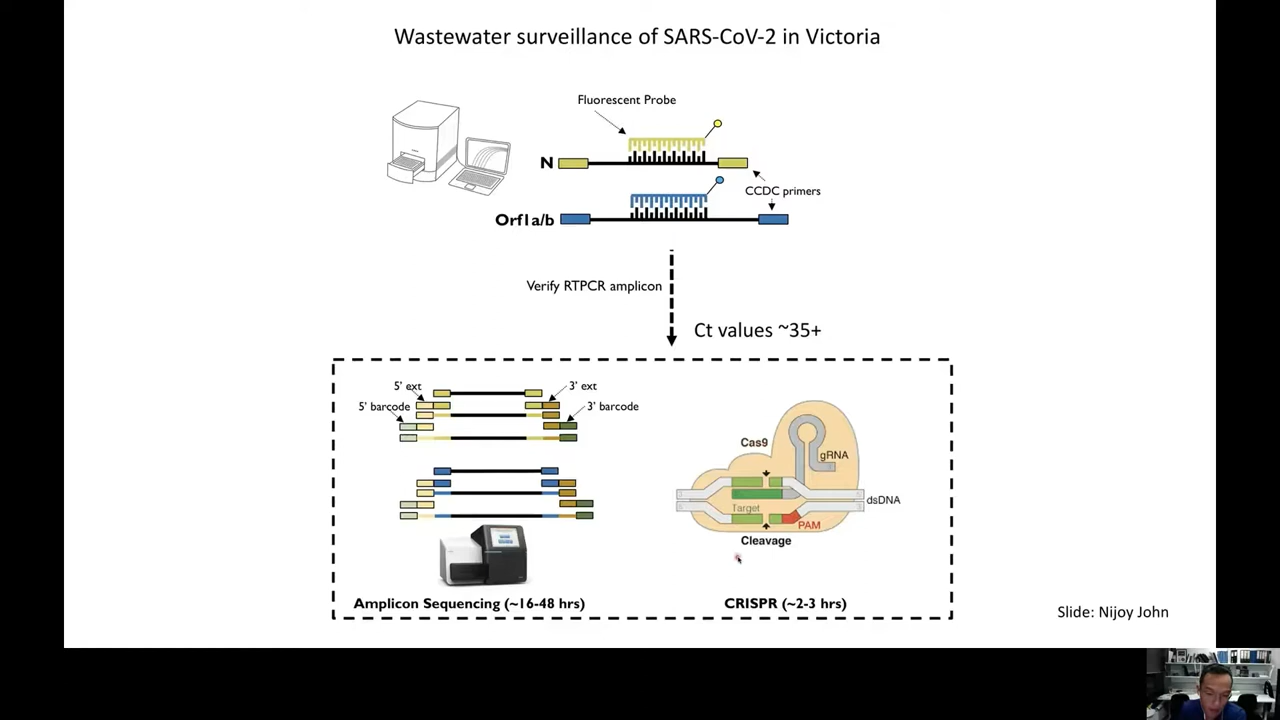 Wastewater surveillance of SARS-CoV-2 in Victoria
Fluorescent Probe
N
CCDC primers
Orf1a/b
Verify RTPCR amplicon
Ct values ~35+
5' ext
3' ext
5' barcode
3' barcode
Cas9
gRNA
dsDNA
Target
PAM
Cleavage
Amplicon Sequencing (~16-48 hrs)
CRISPR (~2-3 hrs)
Slide: Nijoy John